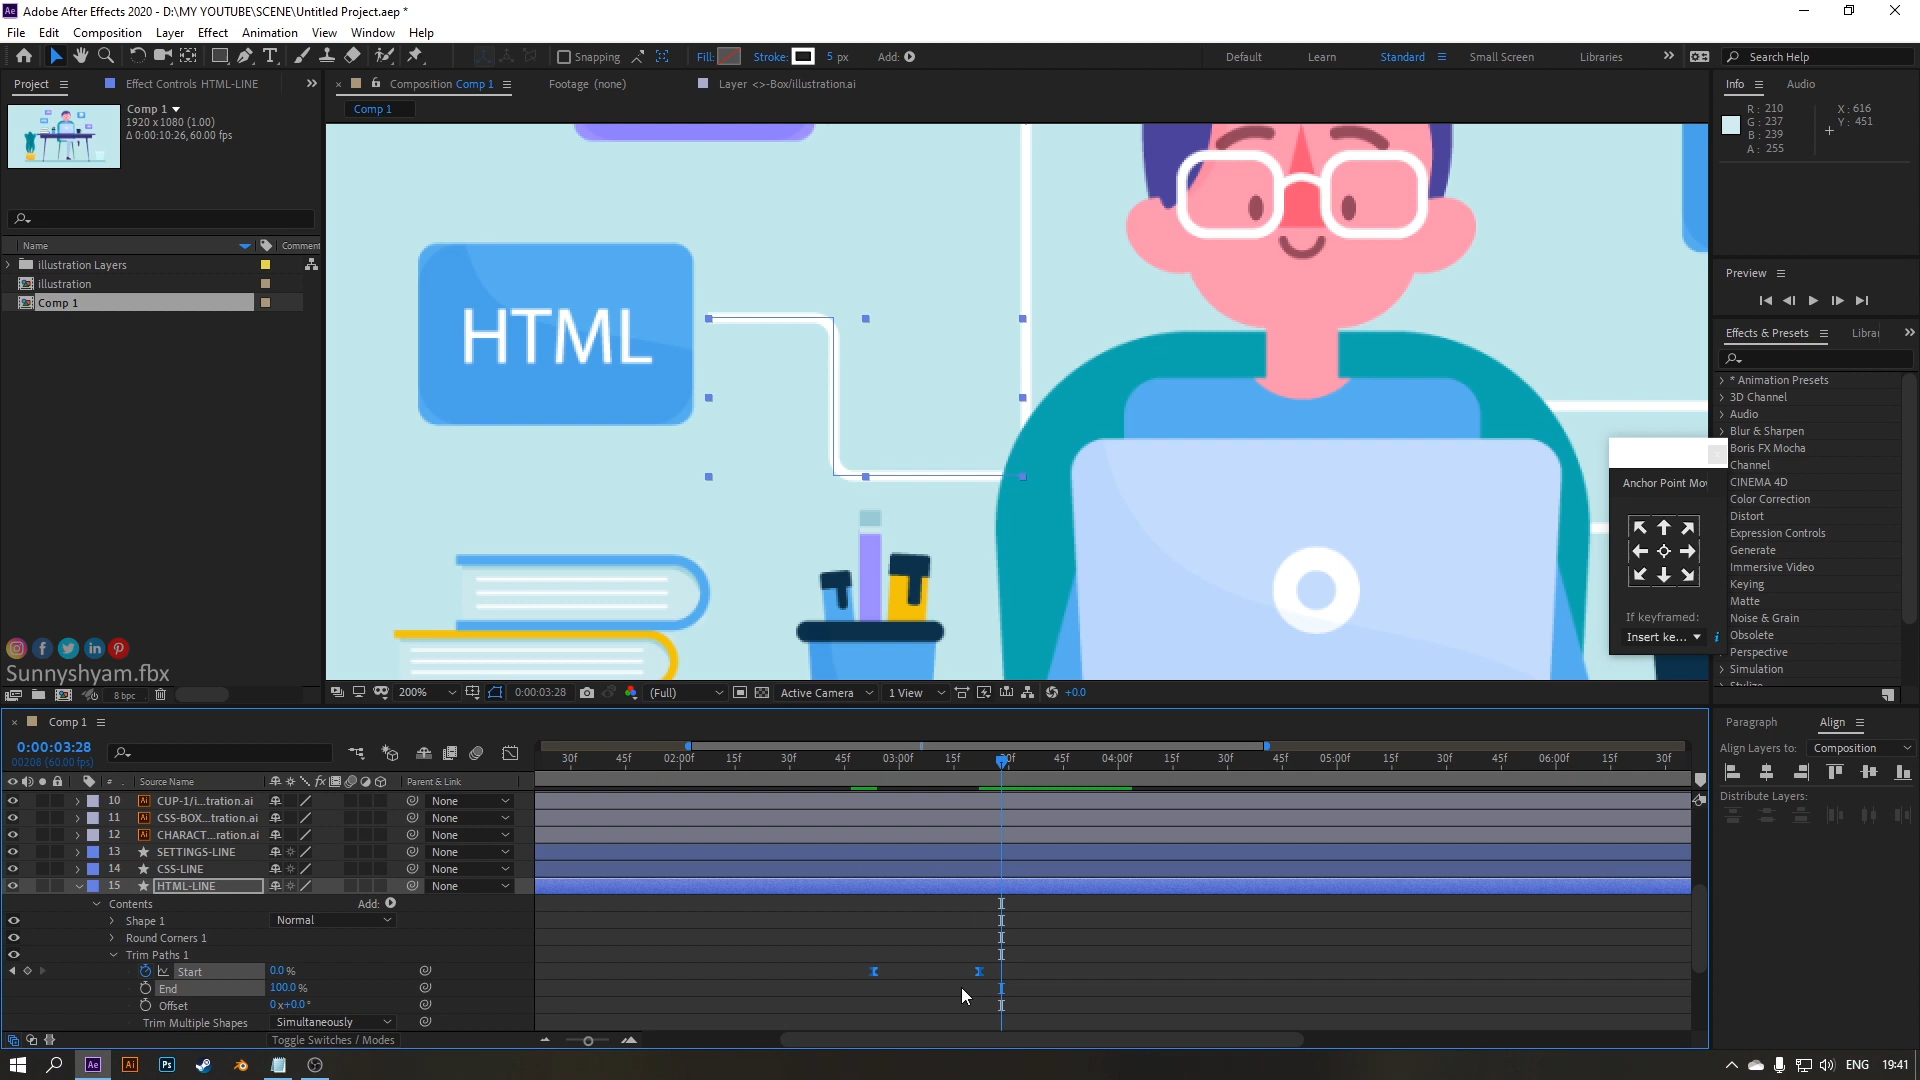 Adobe After Effects 2020 - D:\MY YOUTUBE\SCENE\Untitled Project.aep *
File Edit Composition Layer Effect Animation View Window Help
Snapping Fill: Stroke: 5 px Add: Default Learn Standard Small Screen Libraries Search Help
Project Effect Controls HTML-LINE Composition Comp 1 Footage (none) Layer <>-Box/illustration.ai Info Audio
Comp 1
1920 x 1080 (1.00)
Δ 0:00:10:26, 60.00 fps
Comp 1
R: 210
G: 237
B: 239
A: 255
X: 616
Y: 451
Name Comment
illustration Layers
illustration
Comp 1
HTML
Preview
Effects & Presets
* Animation Presets
3D Channel
Audio
Blur & Sharpen
Boris FX Mocha
Channel
CINEMA 4D
Color Correction
Distort
Expression Controls
Generate
Immersive Video
Keying
Matte
Noise & Grain
Obsolete
Perspective
Simulation
Anchor Point Mov
If keyframed:
Insert ke...
Sunnyshyam.fbx
8 bpc
200% 0:00:03:28 (Full) Active Camera 1 View +0.0
Comp 1
0:00:03:28
00208 (60.00 fps)
30f 45f 02:00f 15f 30f 45f 03:00f 15f 45f 04:00f 15f 30f 45f 05:00f 15f 30f 45f 06:00f 15f 30f
# Source Name Parent & Link
10 CUP-1/i...tration.ai None
11 CSS-BOX...tration.ai None
12 CHARACT...ration.ai None
13 SETTINGS-LINE None
14 CSS-LINE None
15 HTML-LINE None
Contents Add:
Shape 1 Normal
Round Corners 1
Trim Paths 1
Start 0.0 %
End 100.0 %
Offset 0x+0.0°
Trim Multiple Shapes Simultaneously
Toggle Switches / Modes
Paragraph Align
Align Layers to: Composition
Distribute Layers:
ENG 19:41